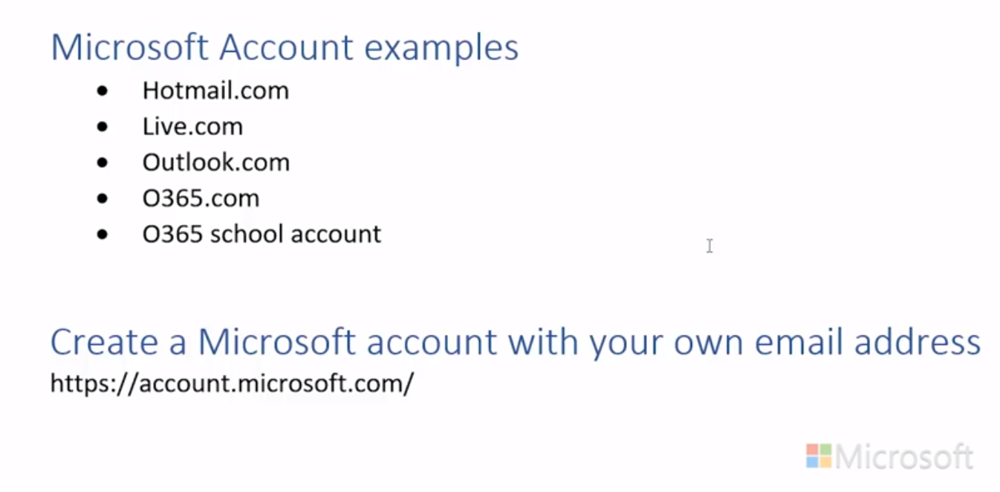 Microsoft Account examples
• Hotmail.com
• Live.com
• Outlook.com
• O365.com
• O365 school account
Create a Microsoft account with your own email address
https://account.microsoft.com/
Microsoft